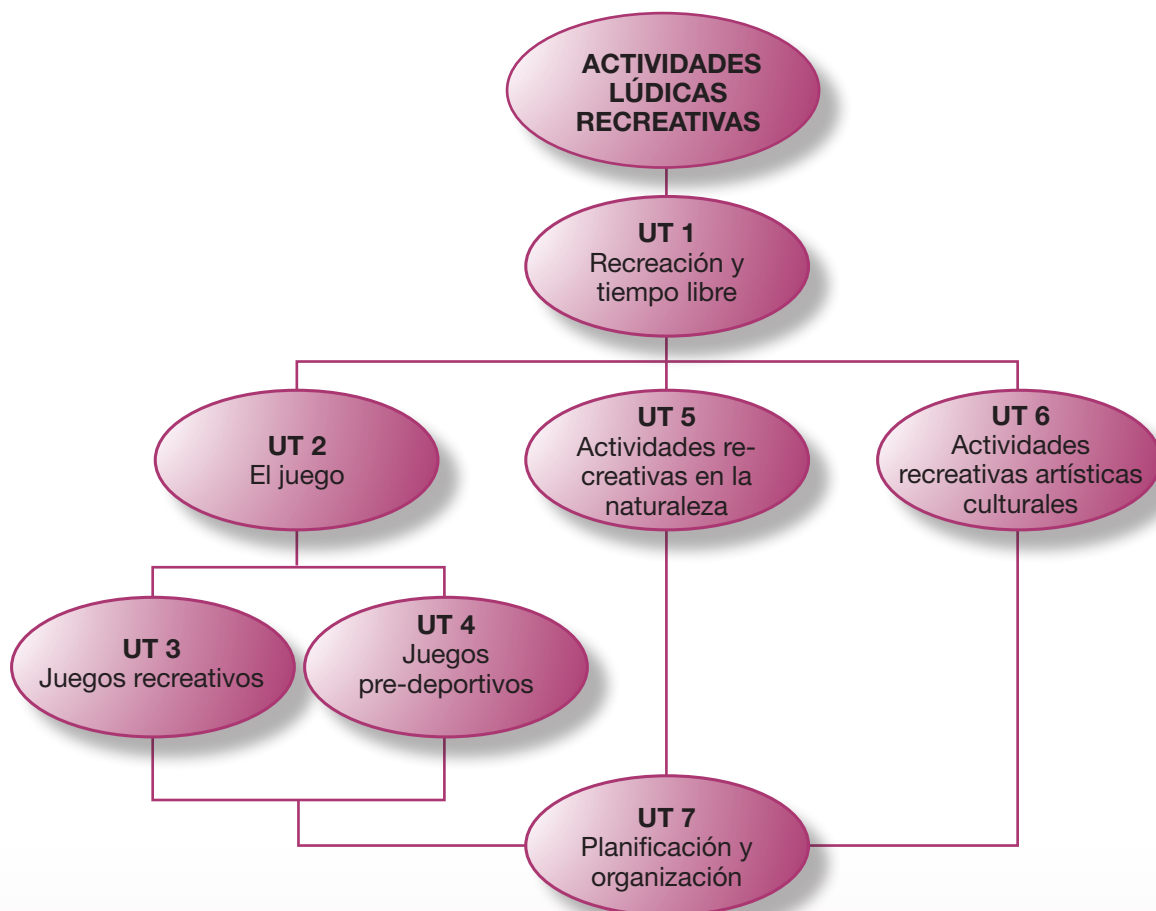 ACTIVIDADES
LÚDICAS
RECREATIVAS
UT 1
Recreación y
tiempo libre
UT 2
El juego
UT 5
Actividades re-
creativas en la
naturaleza
UT 6
Actividades
recreativas artísticas
culturales
UT 3
Juegos recreativos
UT 4
Juegos
pre-deportivos
UT 7
Planificación y
organización